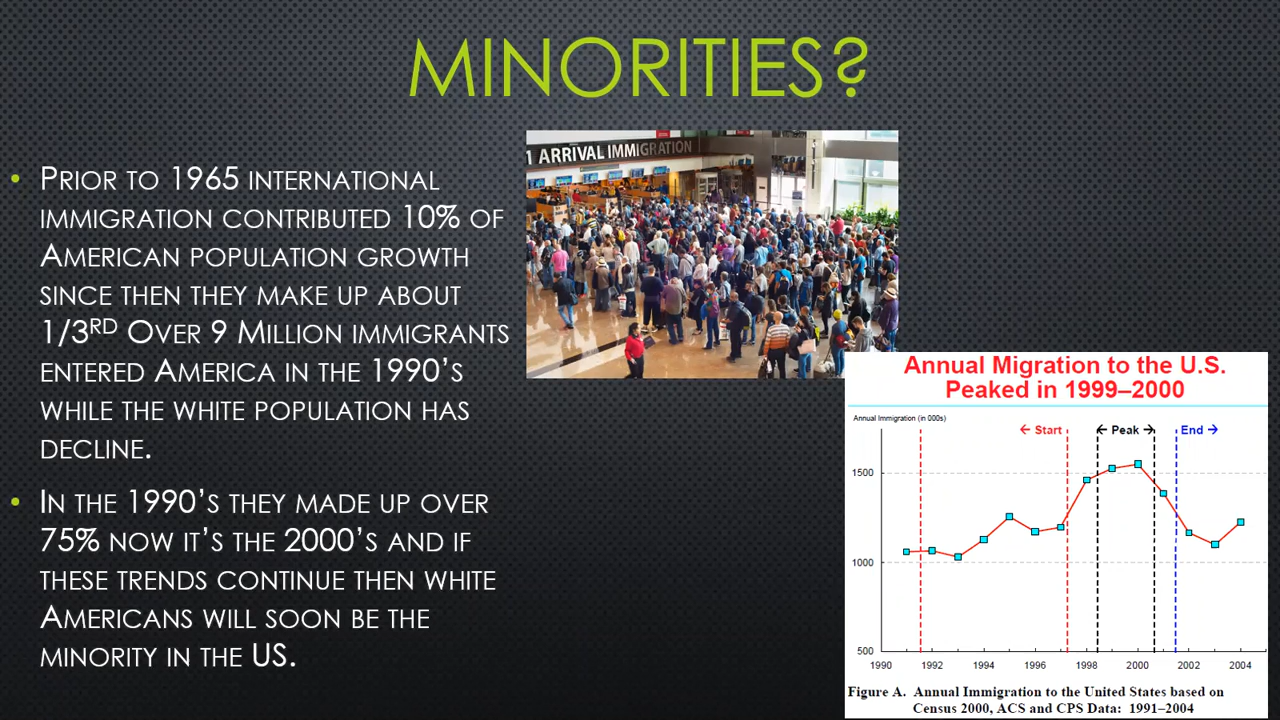 MINORITIES?
PRIOR TO 1965 INTERNATIONAL
IMMIGRATION CONTRIBUTED 10% OF
AMERICAN POPULATION GROWTH
SINCE THEN THEY MAKE UP ABOUT
1/3RD OVER 9 MILLION IMMIGRANTS
ENTERED AMERICA IN THE 1990'S
WHILE THE WHITE POPULATION HAS
DECLINE.
IN THE 1990'S THEY MADE UP OVER
75% NOW IT'S THE 2000'S AND IF
THESE TRENDS CONTINUE THEN WHITE
AMERICANS WILL SOON BE THE
MINORITY IN THE US.
1 ARRIVAL IMMIGRATION
Annual Migration to the U.S.
Peaked in 1999–2000
Annual Immigration (in 000s)
← Start ← Peak → End →
1500
1000
500
1990 1992 1994 1996 1998 2000 2002 2004
Figure A. Annual Immigration to the United States based on
Census 2000, ACS and CPS Data: 1991–2004